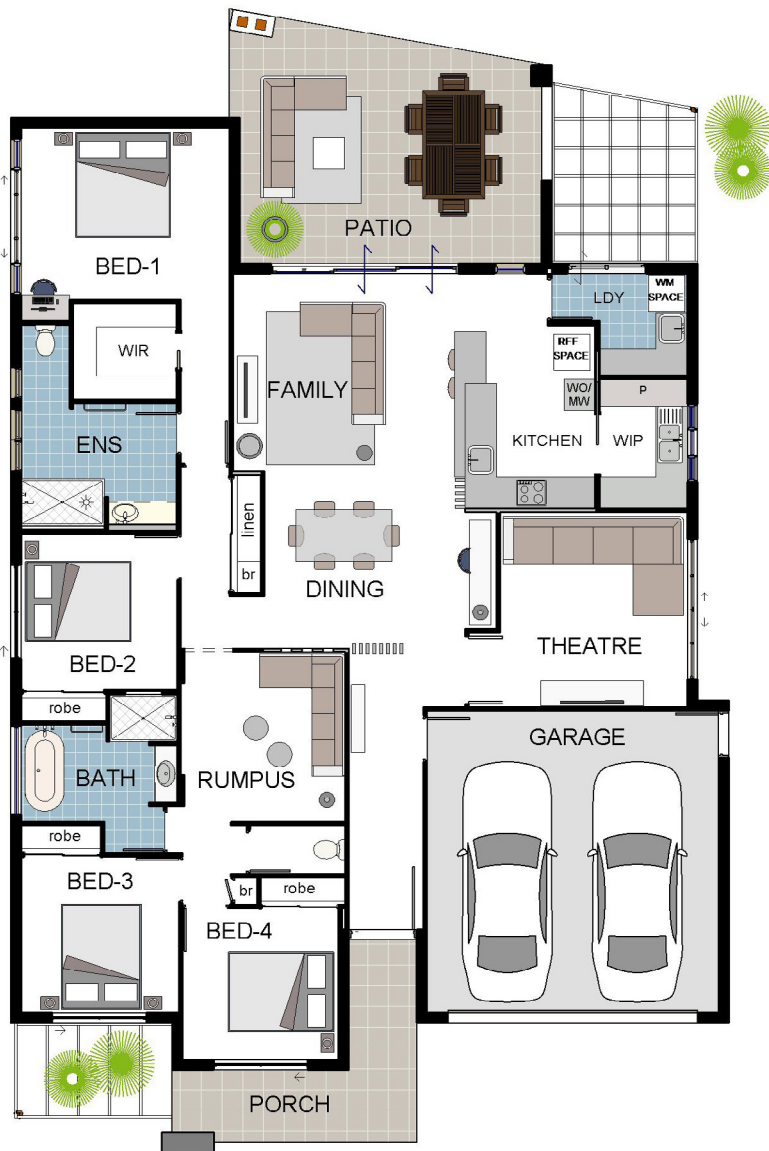 PATIO
BED-1
LDY
WM
SPACE
WIR
RFF
SPACE
FAMILY
WO/
MW
P
ENS
KITCHEN
WIP
linen
br
DINING
THEATRE
BED-2
robe
GARAGE
BATH
RUMPUS
robe
BED-3
br
robe
BED-4
PORCH